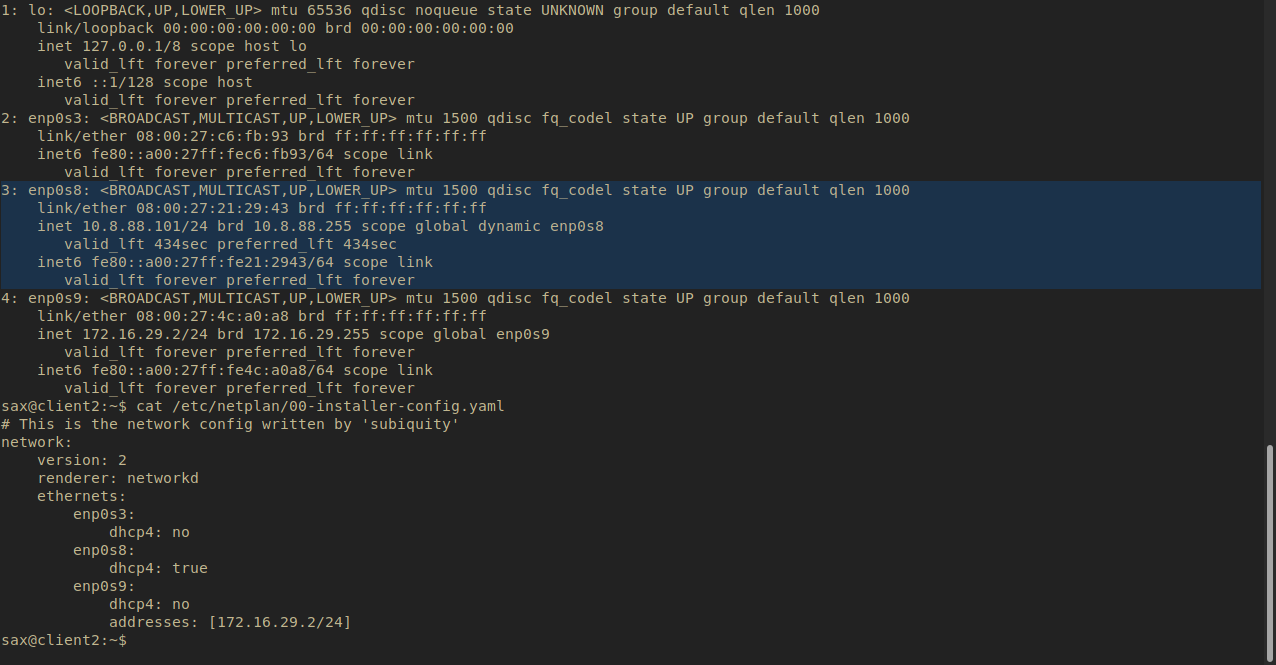 1: lo: <LOOPBACK,UP,LOWER_UP> mtu 65536 qdisc noqueue state UNKNOWN group default qlen 1000
    link/loopback 00:00:00:00:00:00 brd 00:00:00:00:00:00
    inet 127.0.0.1/8 scope host lo
       valid_lft forever preferred_lft forever
    inet6 ::1/128 scope host
       valid_lft forever preferred_lft forever
2: enp0s3: <BROADCAST,MULTICAST,UP,LOWER_UP> mtu 1500 qdisc fq_codel state UP group default qlen 1000
    link/ether 08:00:27:c6:fb:93 brd ff:ff:ff:ff:ff:ff
    inet6 fe80::a00:27ff:fec6:fb93/64 scope link
       valid_lft forever preferred_lft forever
3: enp0s8: <BROADCAST,MULTICAST,UP,LOWER_UP> mtu 1500 qdisc fq_codel state UP group default qlen 1000
    link/ether 08:00:27:21:29:43 brd ff:ff:ff:ff:ff:ff
    inet 10.8.88.101/24 brd 10.8.88.255 scope global dynamic enp0s8
       valid_lft 434sec preferred_lft 434sec
    inet6 fe80::a00:27ff:fe21:2943/64 scope link
       valid_lft forever preferred_lft forever
4: enp0s9: <BROADCAST,MULTICAST,UP,LOWER_UP> mtu 1500 qdisc fq_codel state UP group default qlen 1000
    link/ether 08:00:27:4c:a0:a8 brd ff:ff:ff:ff:ff:ff
    inet 172.16.29.2/24 brd 172.16.29.255 scope global enp0s9
       valid_lft forever preferred_lft forever
    inet6 fe80::a00:27ff:fe4c:a0a8/64 scope link
       valid_lft forever preferred_lft forever
sax@client2:~$ cat /etc/netplan/00-installer-config.yaml
# This is the network config written by 'subiquity'
network:
    version: 2
    renderer: networkd
    ethernets:
        enp0s3:
            dhcp4: no
        enp0s8:
            dhcp4: true
        enp0s9:
            dhcp4: no
            addresses: [172.16.29.2/24]
sax@client2:~$